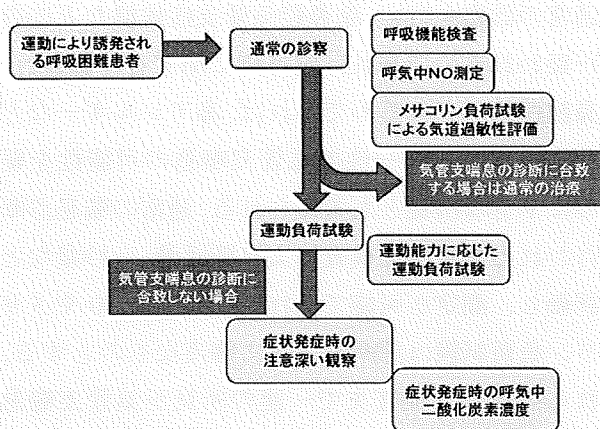 運動により誘発され
る呼吸困難患者
通常の診察
呼吸機能検査
呼気中NO測定
メサコリン負荷試験
による気道過敏性評価
気管支喘息の診断に合致
する場合は通常の治療
運動負荷試験
運動能力に応じた
運動負荷試験
気管支喘息の診断に
合致しない場合
症状発症時の
注意深い観察
症状発症時の呼気中
二酸化炭素濃度